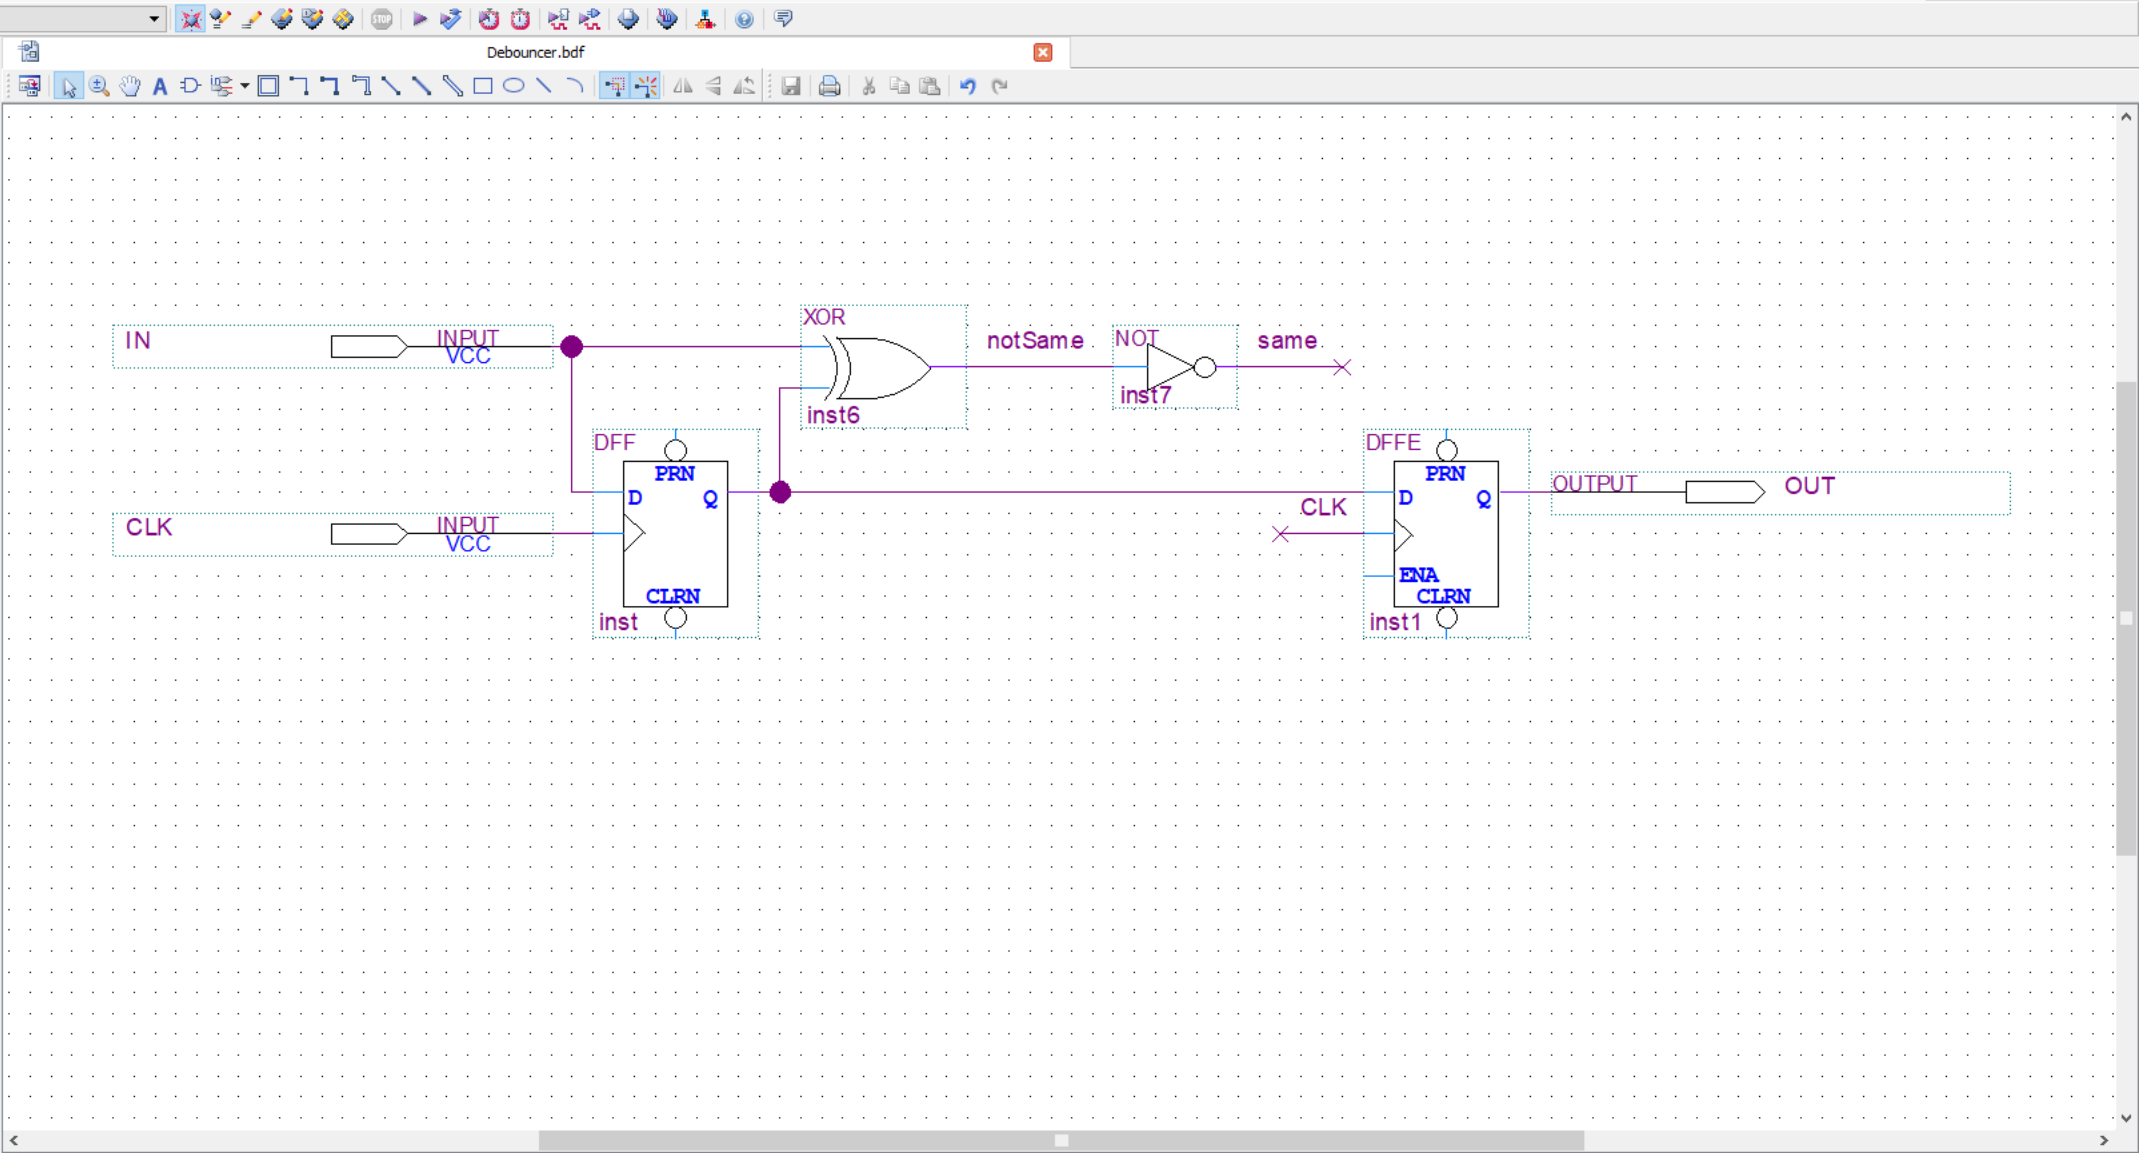 STOP
Debouncer.bdf
A
XOR
IN
INPUT
VCC
notSame
NOT
same
inst7
inst6
DFF
PRN
D
Q
CLRN
inst
CLK
INPUT
VCC
DFFE
PRN
D
Q
CLK
ENA
CLRN
inst1
OUTPUT
OUT